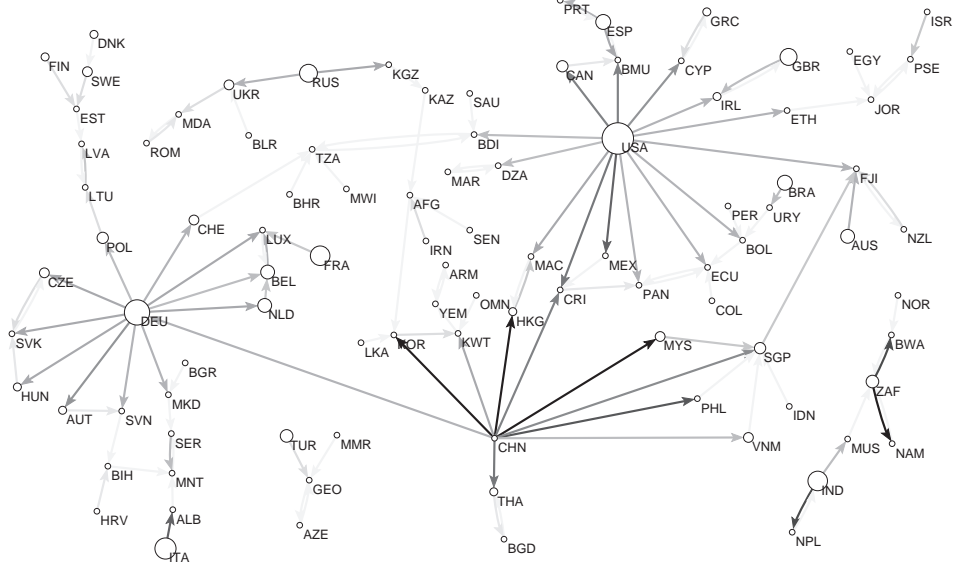 PRT
ESP
GRC
ISR
DNK
FIN
SWE
RUS
KGZ
CAN
BMU
CYP
GBR
EGY
PSE
UKR
KAZ
SAU
IRL
ETH
JOR
EST
MDA
ROM
BLR
LVA
TZA
BDI
USA
MAR
DZA
FJI
LTU
BHR
MWI
AFG
BRA
PER
URY
CHE
POL
LUX
IRN
SEN
BOL
AUS
NZL
FRA
MAC
MEX
CZE
BEL
ARM
ECU
CRI
PAN
NLD
DEU
YEM
OMN
HKG
COL
NOR
SVK
LKA
KOR
KWT
MYS
SGP
BWA
BGR
HUN
MKD
ZAF
AUT
SVN
PHL
IDN
SER
TUR
MMR
CHN
VNM
MUS
NAM
BIH
MNT
GEO
IND
THA
HRV
ALB
AZE
BGD
NPL
ITA